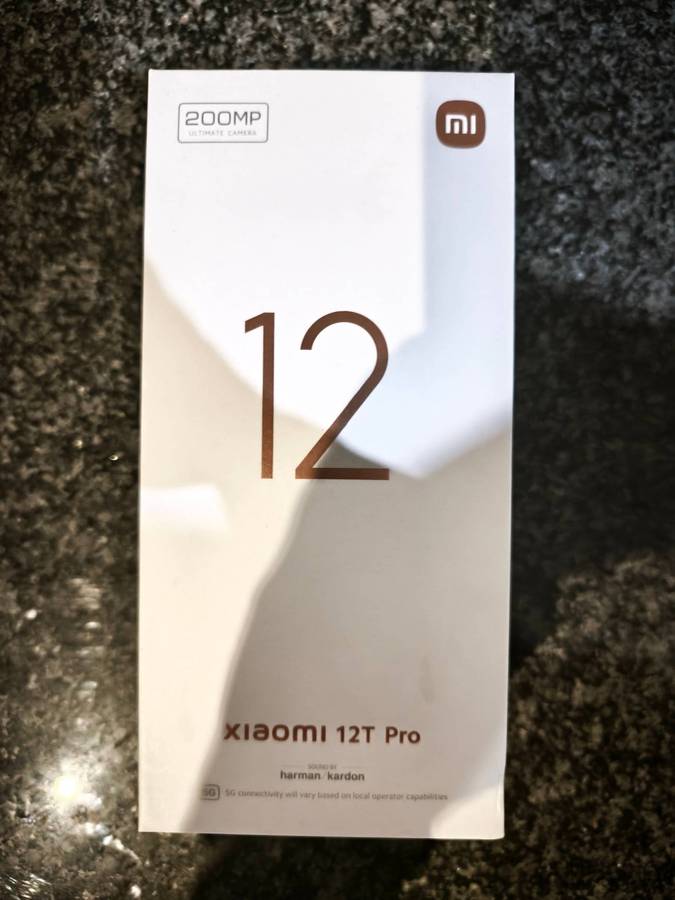 200MP
ULTIMATE CAMERA
mi
12
xiaomi 12T Pro
SOUND BY
harman/kardon
5G 5G connectivity will vary based on local operator capabilities